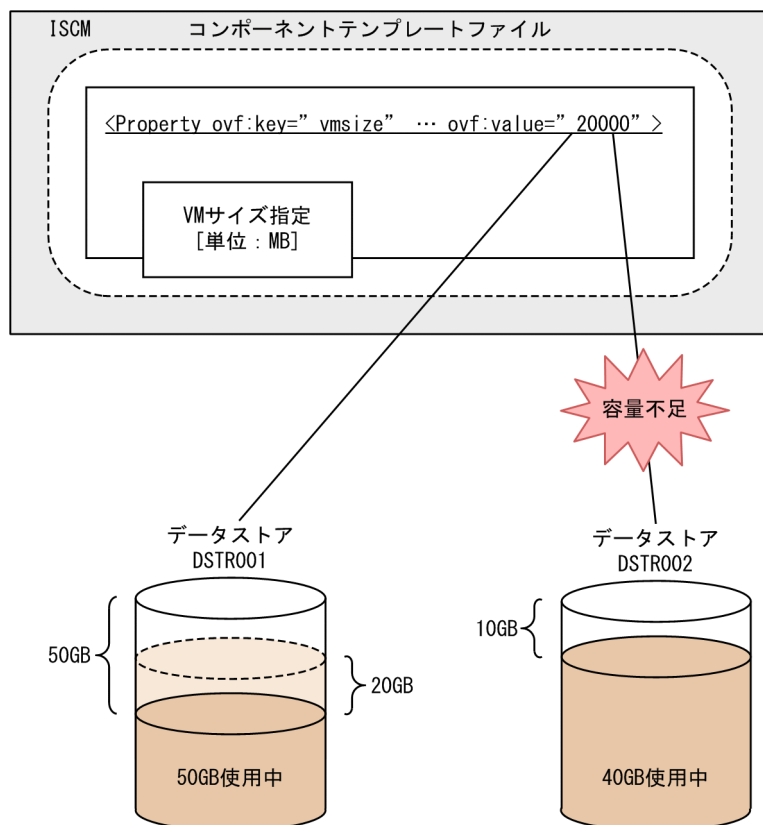 ISCM コンポーネントテンプレートファイル
<Property ovf:key=” vmsize” … ovf:value=” 20000” >
VMサイズ指定
[単位：MB]
容量不足
データストア
DSTR001
データストア
DSTR002
50GB
20GB
10GB
50GB使用中
40GB使用中